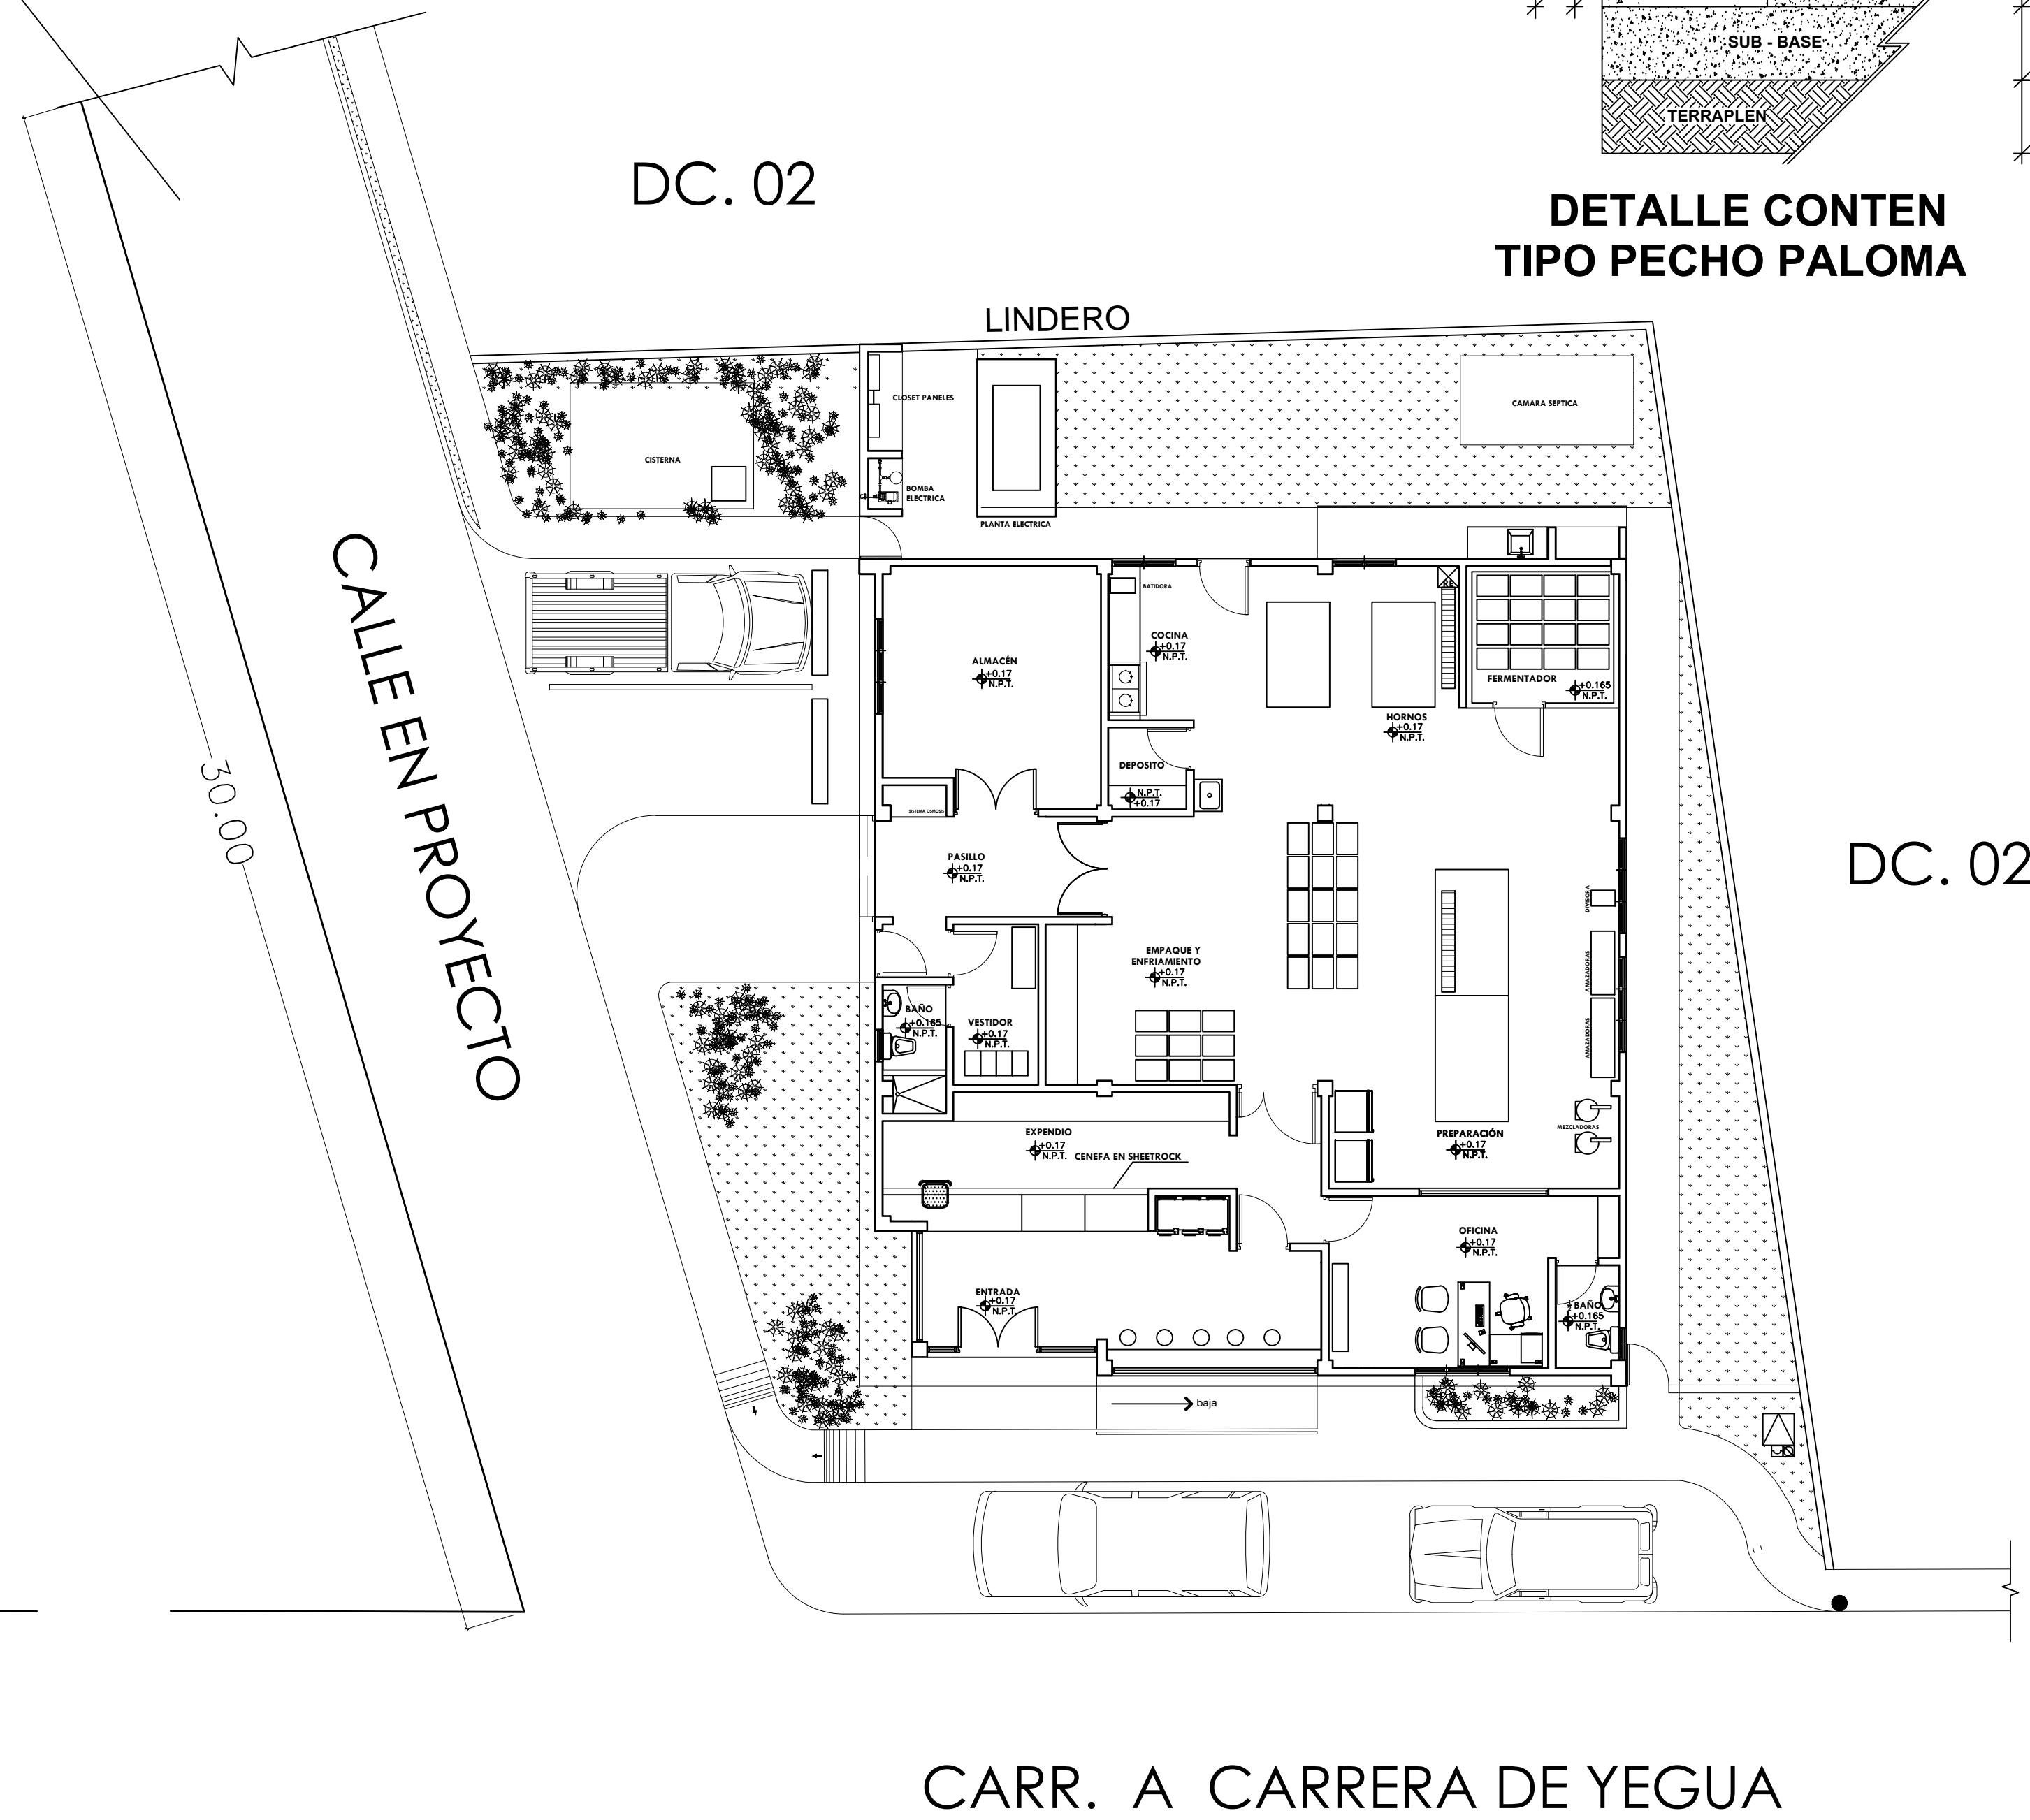 SUB - BASE
TERRAPLEN
DETALLE CONTEN
TIPO PECHO PALOMA
DC. 02
LINDERO
CLOSET PANELES
CAMARA SEPTICA
CISTERNA
BOMBA
ELECTRICA
PLANTA ELECTRICA
CALLE EN PROYECTO
30.00
BATIDORA
RE
COCINA
+0.17
N.P.T.
ALMACÉN
+0.17
N.P.T.
FERMENTADOR
+0.165
N.P.T.
HORNOS
+0.17
N.P.T.
DEPOSITO
N.P.T.
+0.17
SISTEMA OSMOSIS
PASILLO
+0.17
N.P.T.
DC. 02
DIVISORA
AMAZADORAS
AMAZADORAS
EMPAQUE Y
ENFRIAMIENTO
+0.17
N.P.T.
BAÑO
+0.165
N.P.T.
VESTIDOR
+0.17
N.P.T.
MEZCLADORAS
PREPARACIÓN
+0.17
N.P.T.
EXPENDIO
+0.17
N.P.T.
CENEFA EN SHEETROCK
OFICINA
+0.17
N.P.T.
ENTRADA
+0.17
N.P.T.
BAÑO
+0.165
N.P.T.
baja
CARR. A CARRERA DE YEGUA